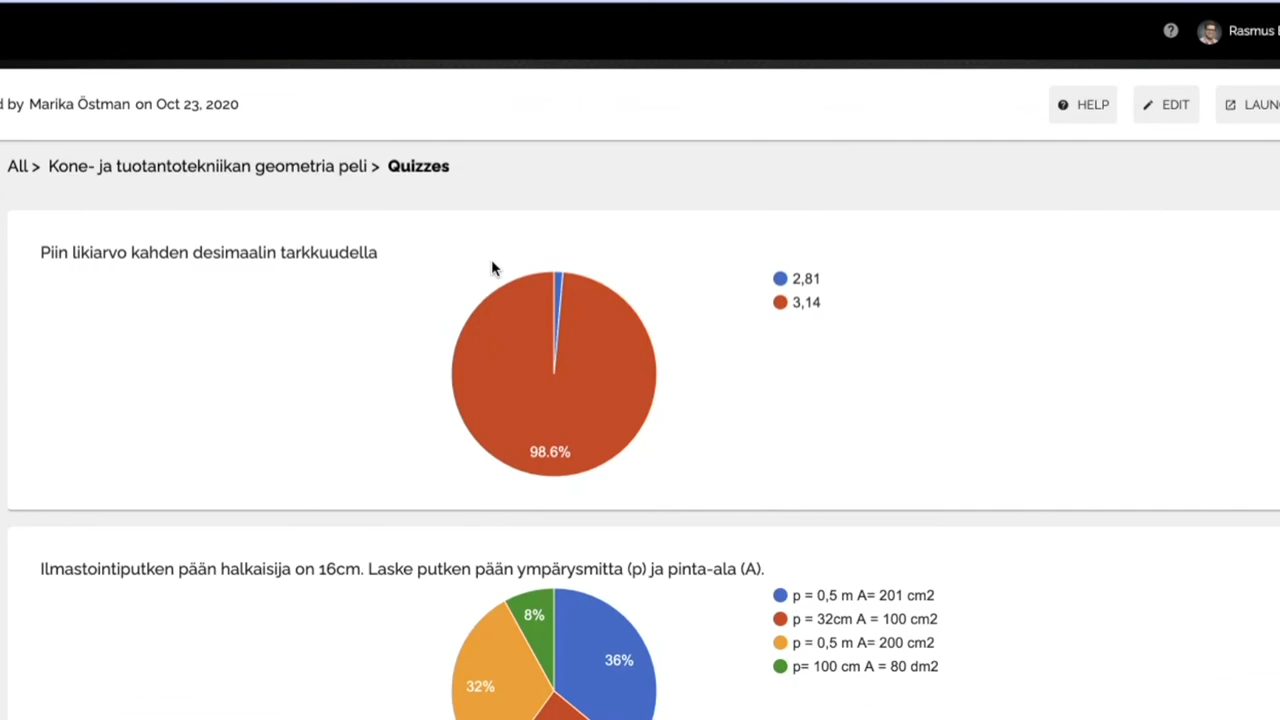 Rasmus
d by Marika Östman on Oct 23, 2020
HELP
EDIT
LAUN
All > Kone- ja tuotantotekniikan geometria peli > Quizzes
Piin likiarvo kahden desimaalin tarkkuudella
2,81
3,14
98.6%
Ilmastointiputken pään halkaisija on 16cm. Laske putken pään ympärysmitta (p) ja pinta-ala (A).
p = 0,5 m A= 201 cm2
8%
p = 32cm A = 100 cm2
p = 0,5 m A= 200 cm2
36%
p= 100 cm A = 80 dm2
32%